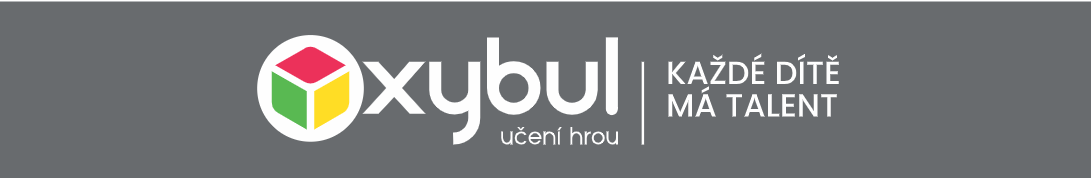 Oxybul
učení hrou
KAŽDÉ DÍTĚ
MÁ TALENT